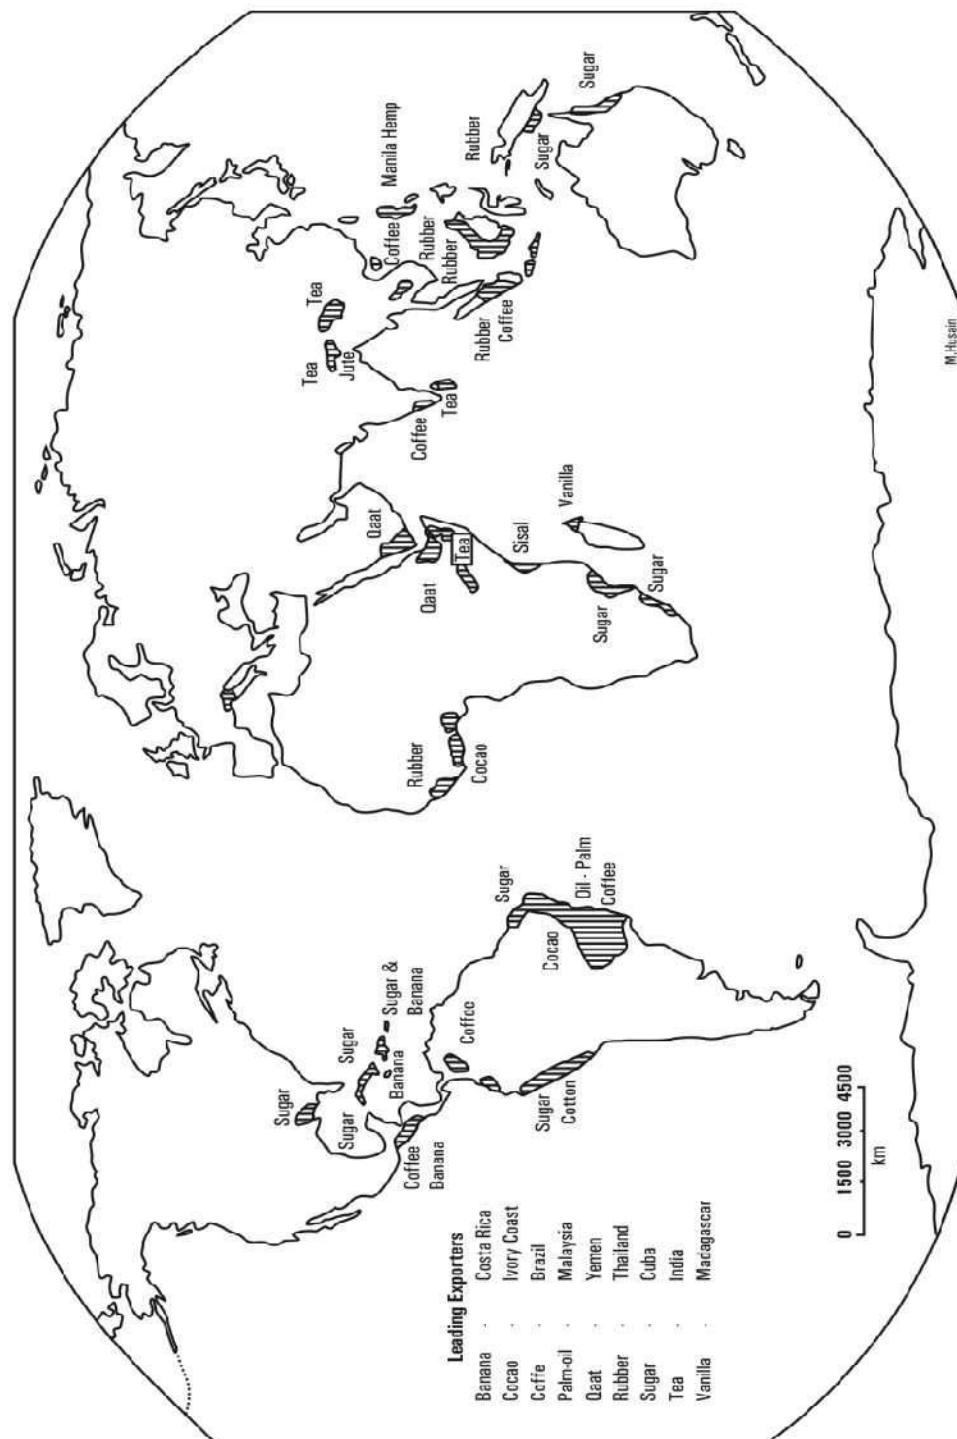 Sugar
Sugar
Sugar
Sugar &
Banana
Banana
Coffee
Banana
Coffee
Sugar
Cotton
Sugar
Cocao
Oil - Palm
Coffee
Rubber
Cocao
Qaat
Qaat
Tea
Sisal
Vanilla
Sugar
Sugar
Tea
Jute
Tea
Coffee
Tea
Coffee
Manila Hemp
Rubber
Rubber
Rubber
Coffee
Rubber
Sugar
Sugar
Leading Exporters
Banana . Costa Rica
Cocao . Ivory Coast
Coffe . Brazil
Palm-oil . Malaysia
Qaat . Yemen
Rubber . Thailand
Sugar . Cuba
Tea . India
Vanilla . Madagascar
0 1500 3000 4500
km
M.Husain